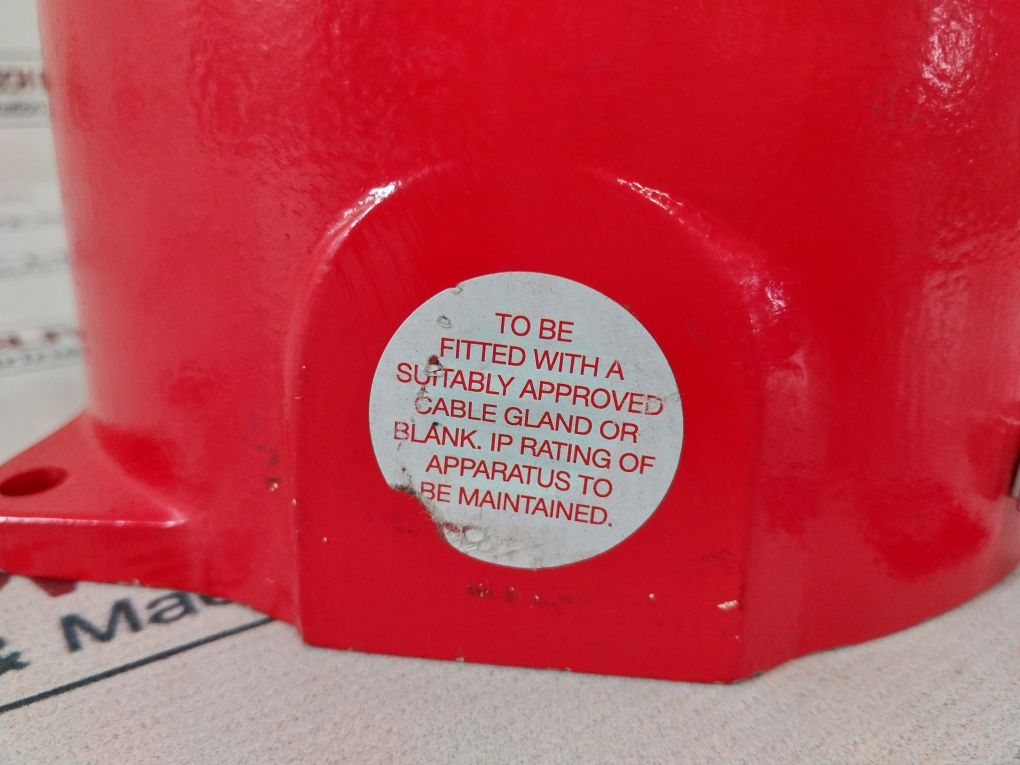 TO BE
FITTED WITH A
SUITABLY APPROVED
CABLE GLAND OR
BLANK. IP RATING OF
APPARATUS TO
BE MAINTAINED.
&